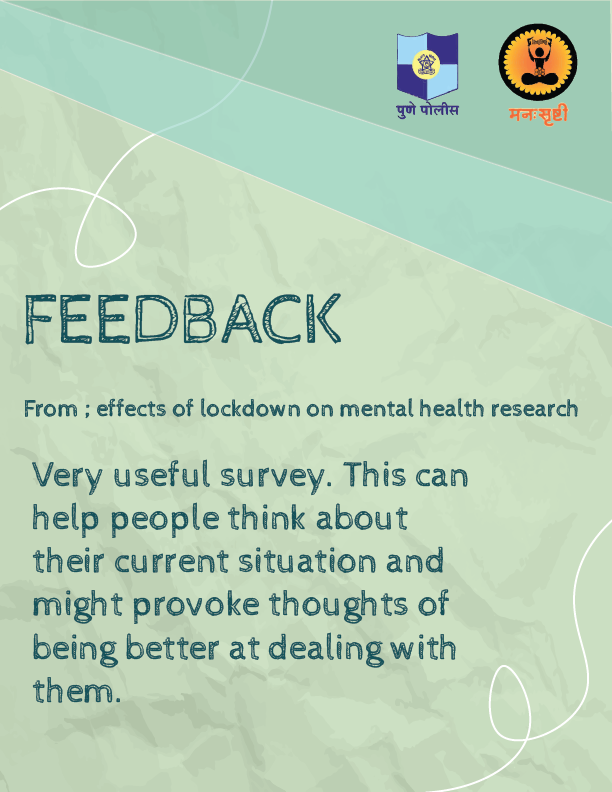 पुणे पोलीस
मनःसृष्टी
FEEDBACK
From ; effects of lockdown on mental health research
Very useful survey. This can
help people think about
their current situation and
might provoke thoughts of
being better at dealing with
them.